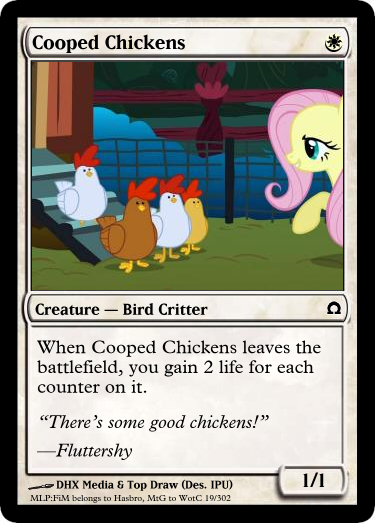 Cooped Chickens
Creature — Bird Critter
When Cooped Chickens leaves the
battlefield, you gain 2 life for each
counter on it.
“There’s some good chickens!”
—Fluttershy
DHX Media & Top Draw (Des. IPU)
1/1
MLP:FiM belongs to Hasbro, MtG to WotC 19/302